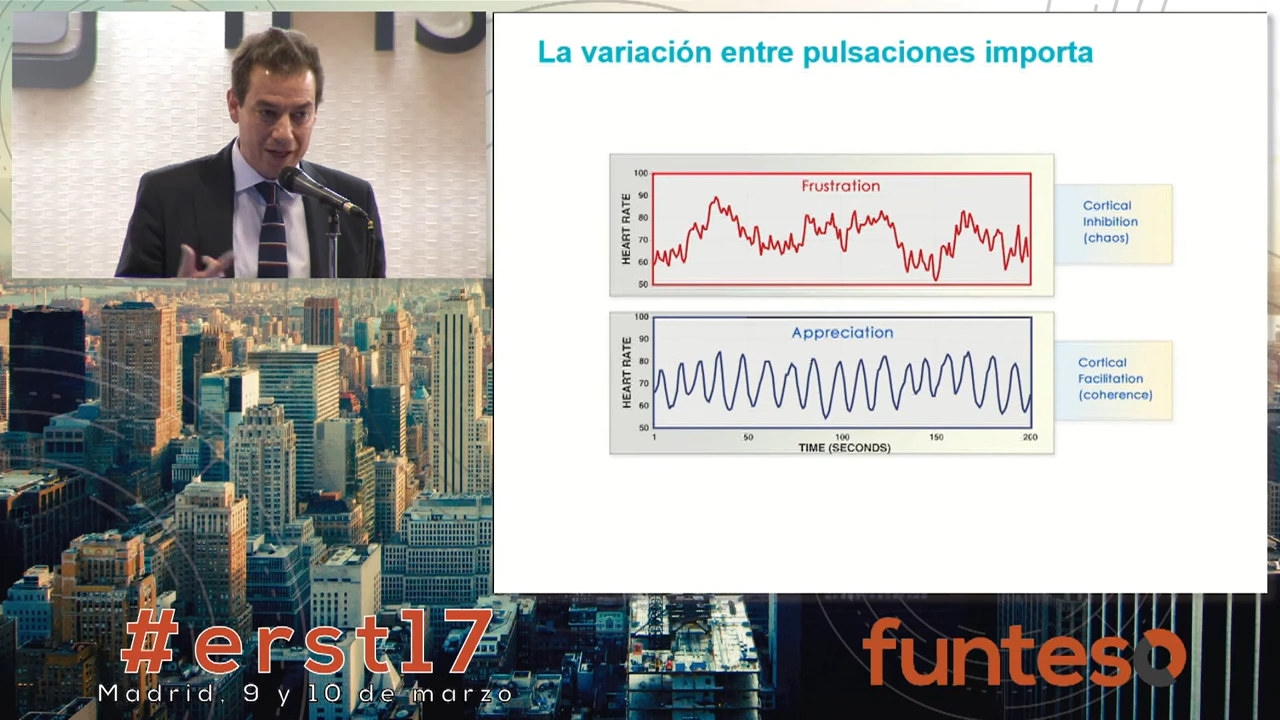 La variación entre pulsaciones importa
Frustration
HEART RATE
100
90
80
70
60
50
Cortical
Inhibition
(chaos)
Appreciation
HEART RATE
100
90
80
70
60
50
1
50
100
150
200
TIME (SECONDS)
Cortical
Facilitation
(coherence)
#erst17
Madrid, 9 y 10 de marzo
funteso